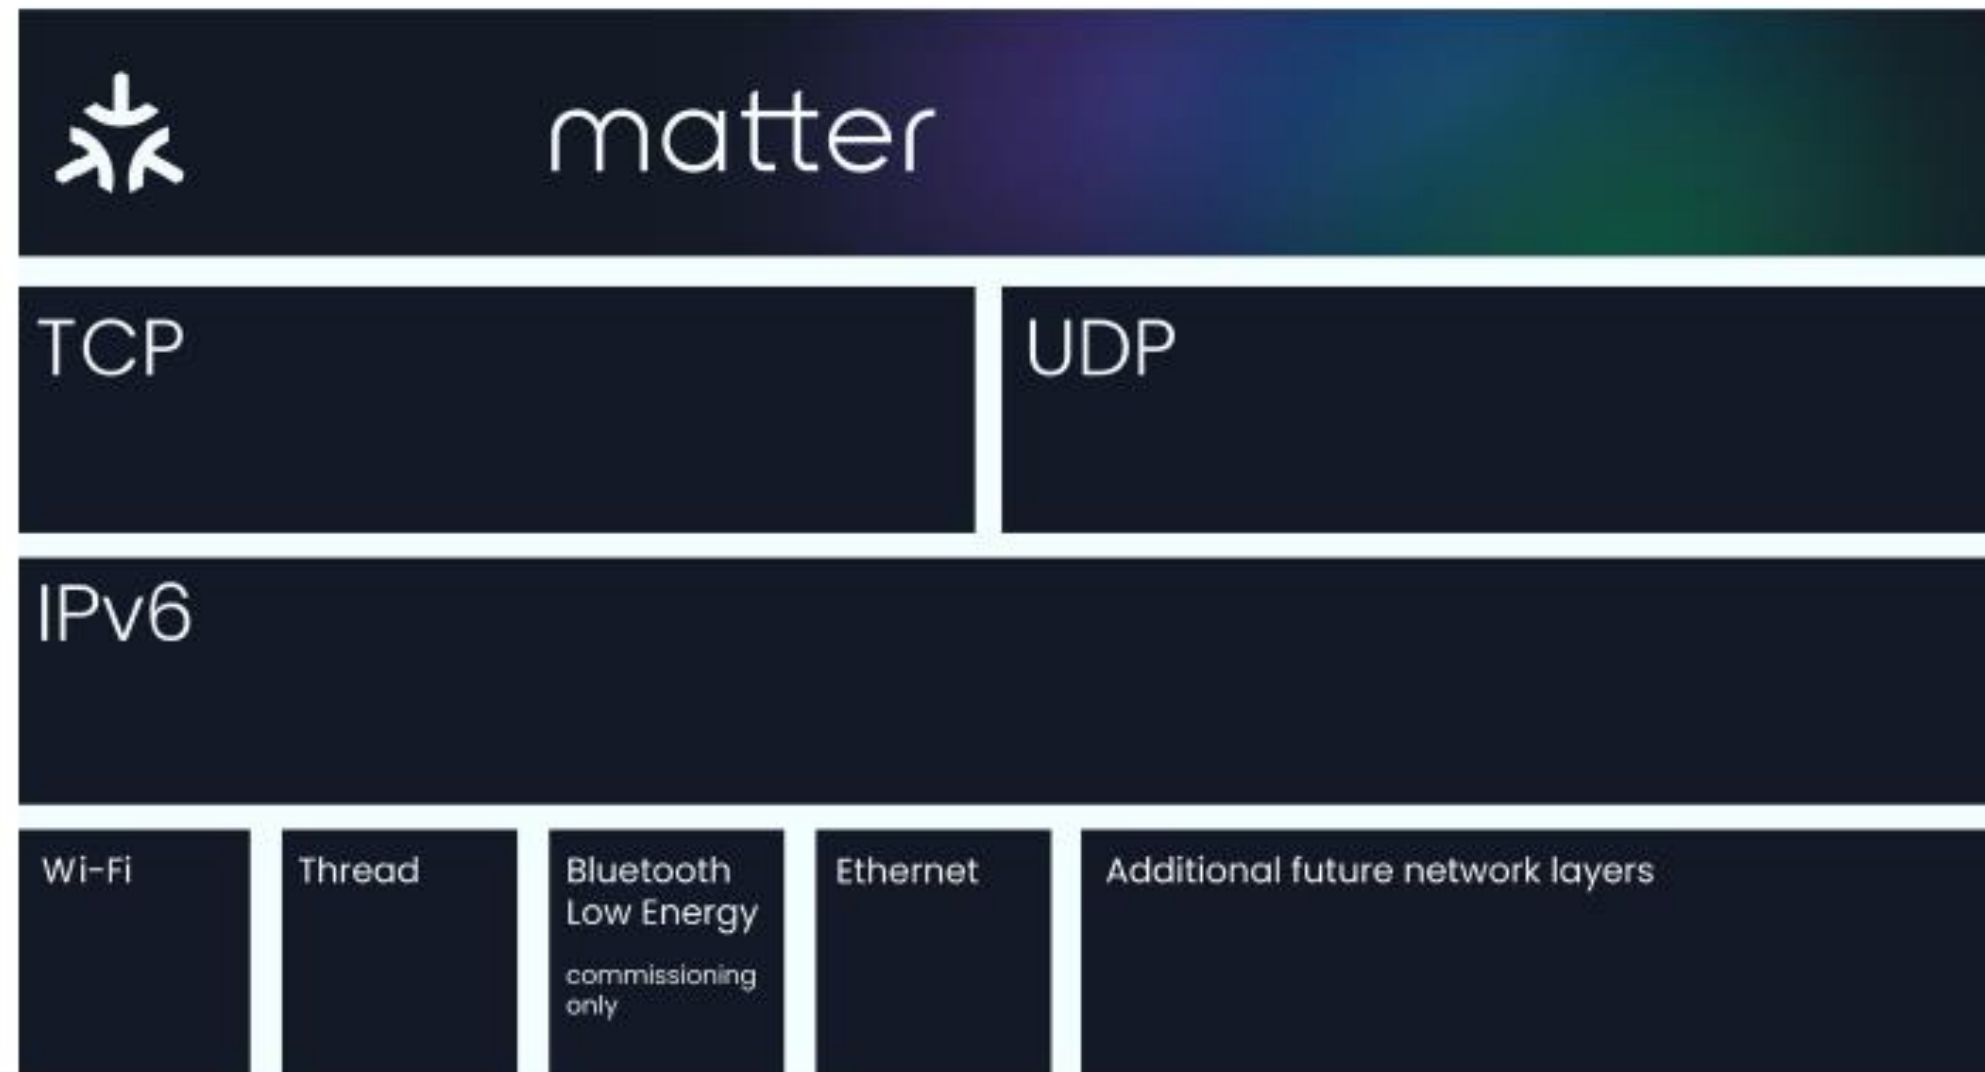 matter
TCP
UDP
IPv6
Wi-Fi
Thread
Bluetooth
Low Energy
commissioning
only
Ethernet
Additional future network layers